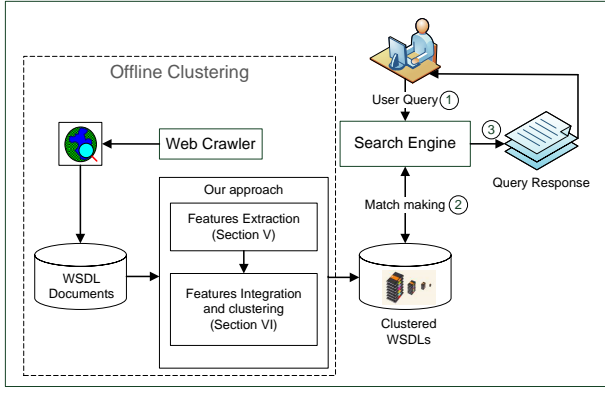 Offline Clustering
Web Crawler
Our approach
Features Extraction
(Section V)
Features Integration
and clustering
(Section VI)
WSDL
Documents
User Query 1
Search Engine
3
Query Response
Match making 2
Clustered
WSDLs